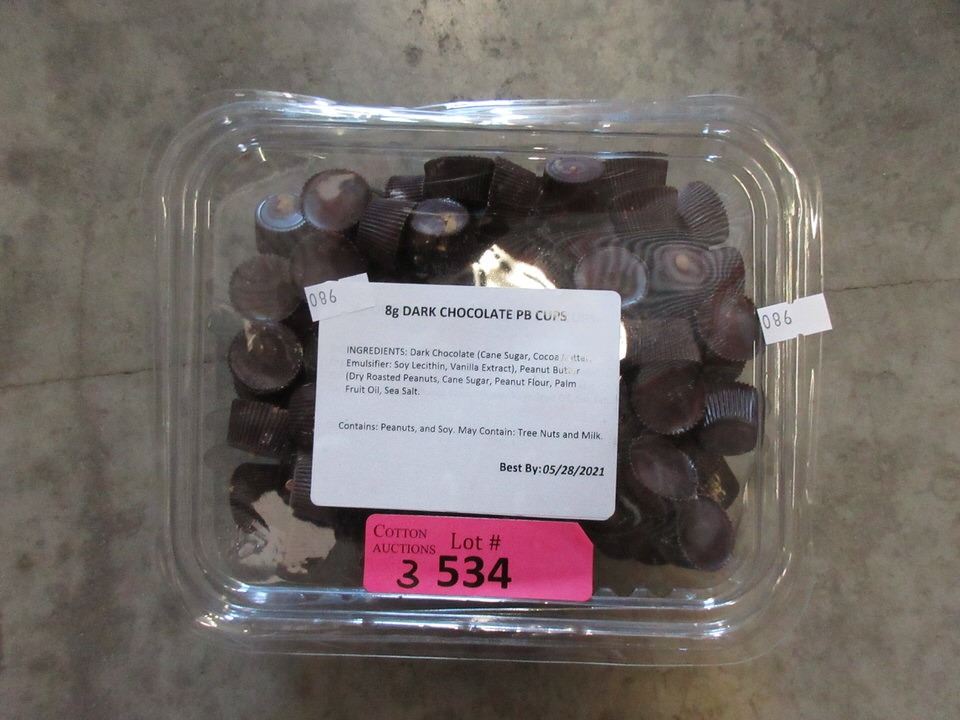 086
8g DARK CHOCOLATE PB CUPS
INGREDIENTS: Dark Chocolate (Cane Sugar, Cocoa
Emulsifier: Soy Lecithin, Vanilla Extract), Peanut Butter
(Dry Roasted Peanuts, Cane Sugar, Peanut Flour, Palm
Fruit Oil, Sea Salt.
Contains: Peanuts, and Soy. May Contain: Tree Nuts and Milk.
Best By: 05/28/2021
086
COTTON
AUCTIONS Lot #
3 534